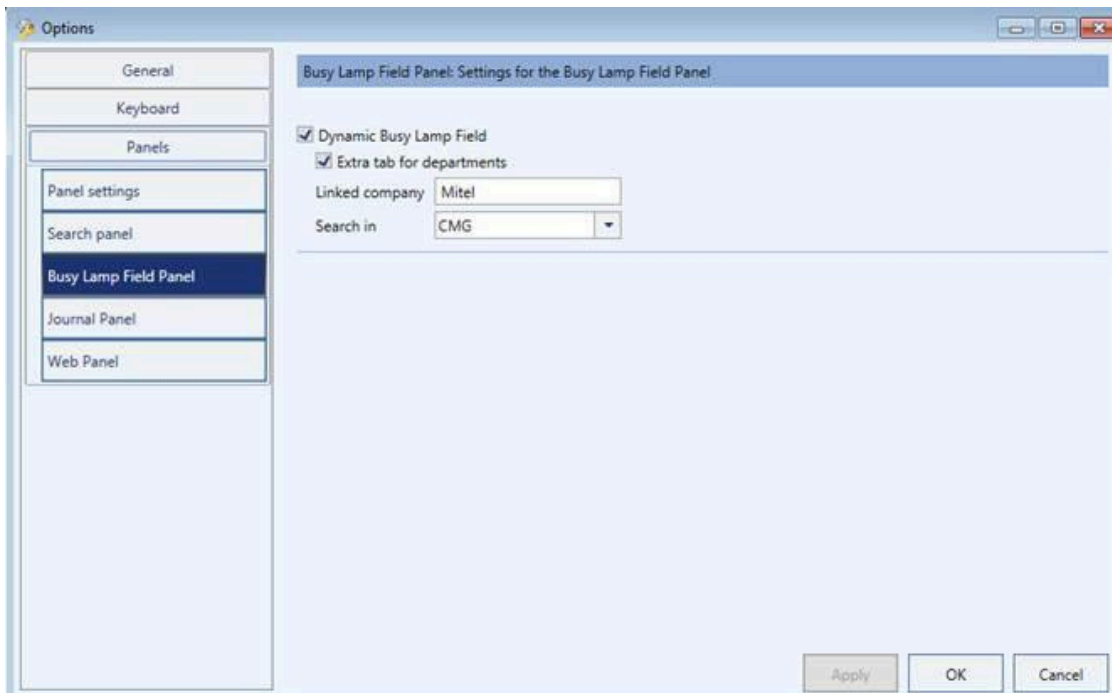 Options
General
Keyboard
Panels
Panel settings
Search panel
Busy Lamp Field Panel
Journal Panel
Web Panel
Busy Lamp Field Panel: Settings for the Busy Lamp Field Panel
Dynamic Busy Lamp Field
Extra tab for departments
Linked company Mitel
Search in CMG
Apply OK Cancel